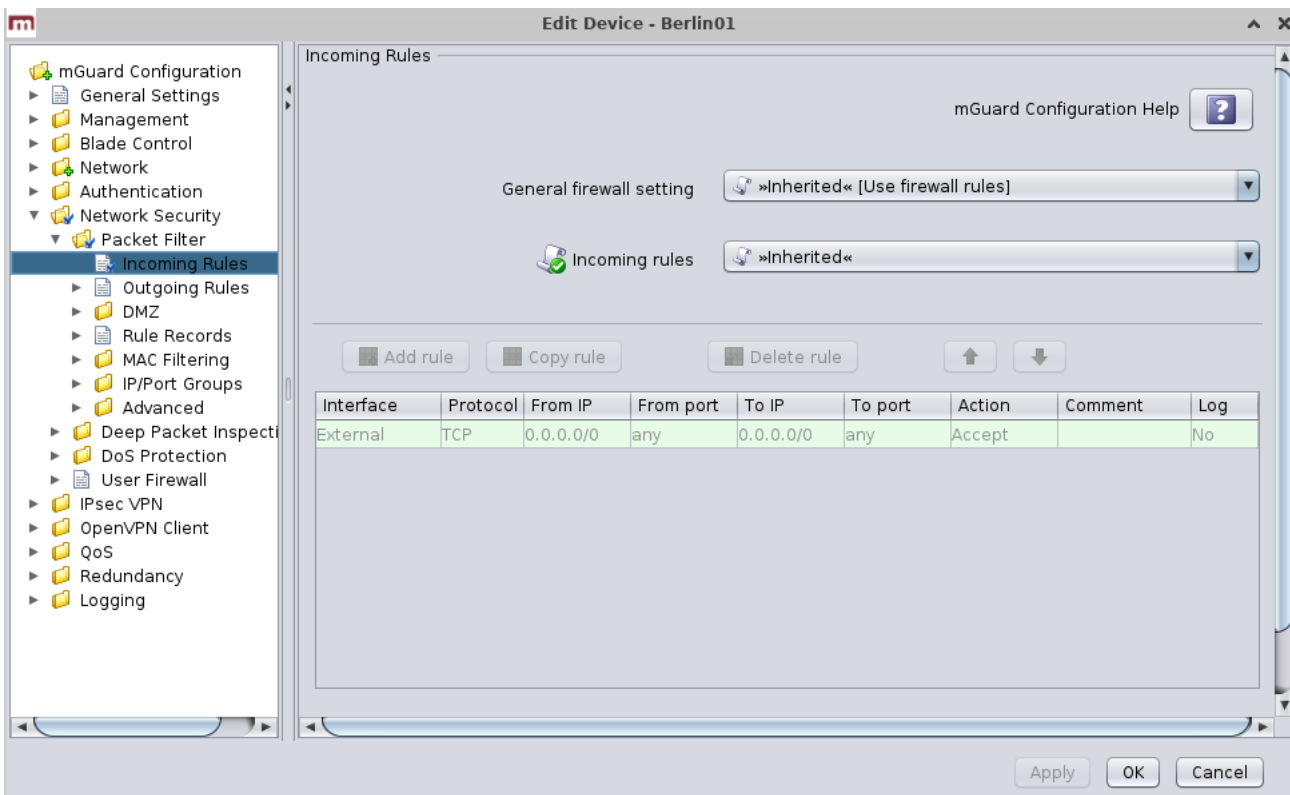 m
Edit Device - Berlin01
mGuard Configuration
General Settings
Management
Blade Control
Network
Authentication
Network Security
Packet Filter
Incoming Rules
Outgoing Rules
DMZ
Rule Records
MAC Filtering
IP/Port Groups
Advanced
Deep Packet Inspecti
DoS Protection
User Firewall
IPsec VPN
OpenVPN Client
QoS
Redundancy
Logging
Incoming Rules
mGuard Configuration Help ?
General firewall setting »Inherited« [Use firewall rules]
Incoming rules »Inherited«
Add rule Copy rule Delete rule
Interface Protocol From IP From port To IP To port Action Comment Log
External TCP 0.0.0.0/0 any 0.0.0.0/0 any Accept No
Apply OK Cancel